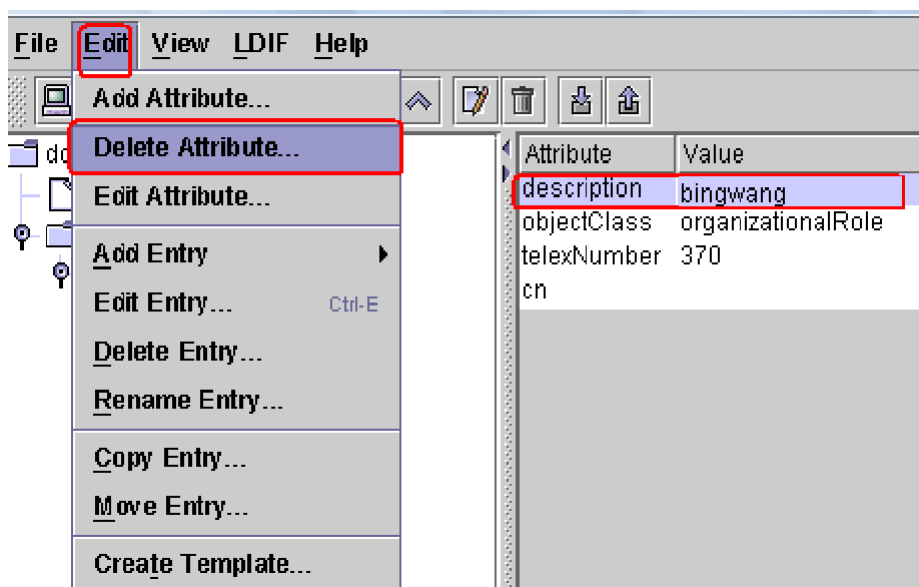 File Edit View LDIF Help
Add Attribute...
Delete Attribute...
Edit Attribute...
Add Entry
Edit Entry... Ctrl-E
Delete Entry...
Rename Entry...
Copy Entry...
Move Entry...
Create Template...
Attribute Value
description bingwang
objectClass organizationalRole
telexNumber 370
cn